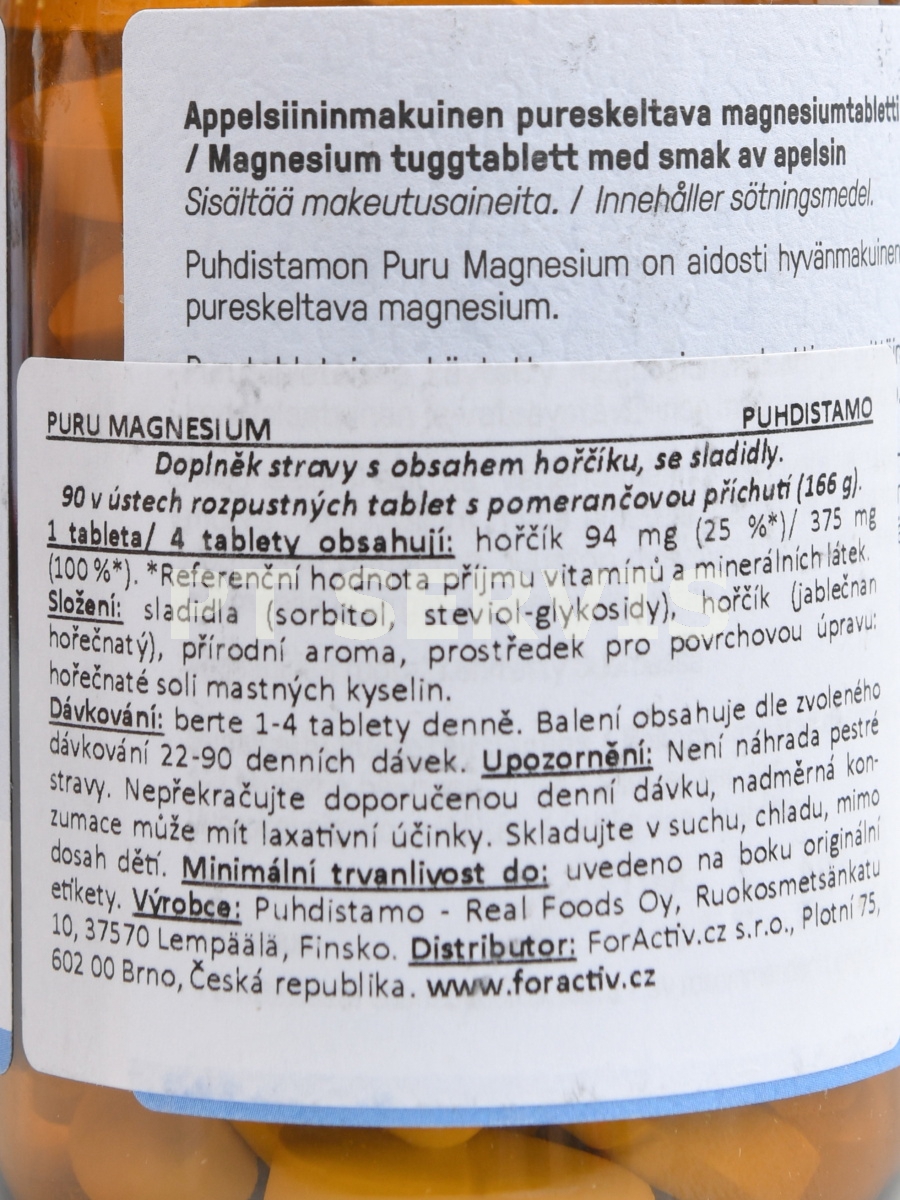 Appelsiininmakuinen pureskeltava magnesiumtabletti
/ Magnesium tuggtablett med smak av apelsin
Sisältää makeutusaineita. / Innehåller sötningsmedel.
Puhdistamon Puru Magnesium on aidosti hyvänmakuinen
pureskeltava magnesium.
PURU MAGNESIUM PUHDISTAMO
Doplněk stravy s obsahem hořčíku, se sladidly.
90 v ústech rozpustných tablet s pomerančovou příchutí (166 g).
1 tableta/ 4 tablety obsahují: hořčík 94 mg (25 %*)/ 375 mg
(100 %*). *Referenční hodnota příjmu vitamínů a minerálních látek.
Složení: sladidla (sorbitol, steviol-glykosidy), hořčík (jablečnan
hořečnatý), přírodní aroma, prostředek pro povrchovou úpravu:
hořečnaté soli mastných kyselin.
Dávkování: berte 1-4 tablety denně. Balení obsahuje dle zvoleného
dávkování 22-90 denních dávek. Upozornění: Není náhrada pestré
stravy. Nepřekračujte doporučenou denní dávku, nadměrná kon-
zumace může mít laxativní účinky. Skladujte v suchu, chladu, mimo
dosah dětí. Minimální trvanlivost do: uvedeno na boku originální
etikety. Výrobce: Puhdistamo - Real Foods Oy, Ruokosmetsänkatu
10, 37570 Lempäälä, Finsko. Distributor: ForActiv.cz s.r.o., Plotní 75,
602 00 Brno, Česká republika. www.foractiv.cz
PT SERVIS